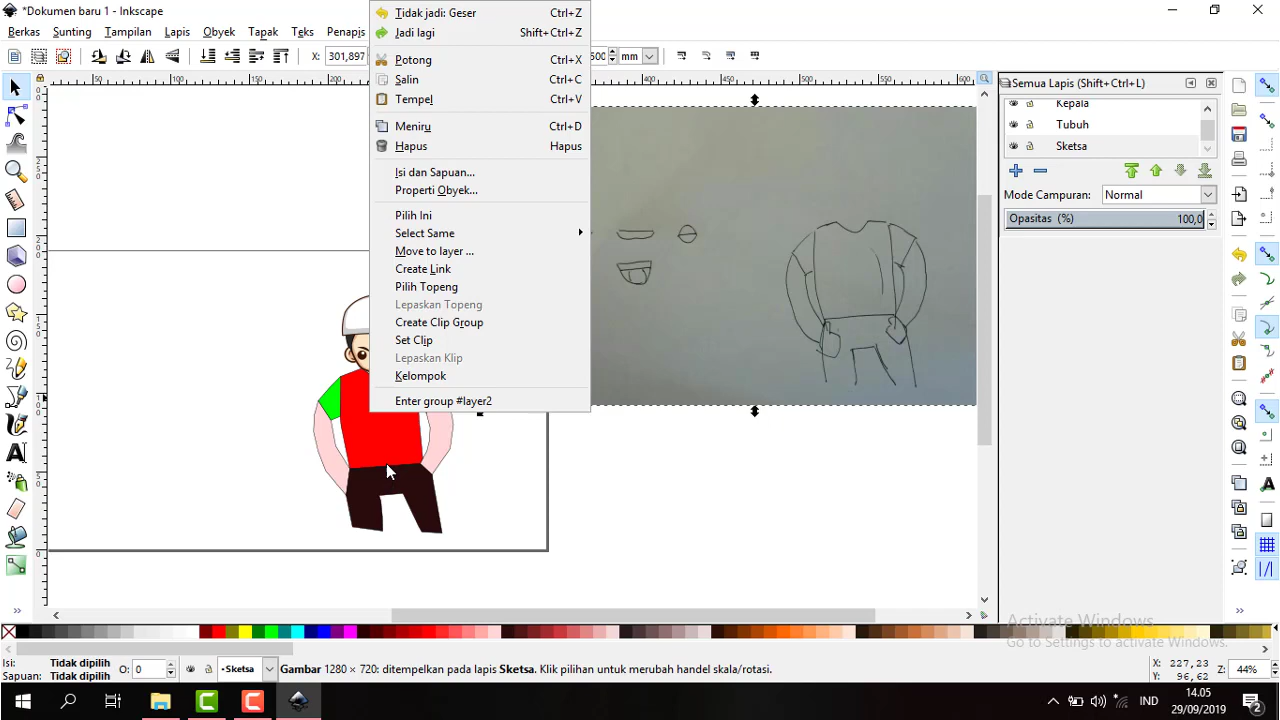 *Dokumen baru 1 - Inkscape
Berkas Sunting Tampilan Lapis Obyek Tapak Teks Penapis
X: 301,897 mm
Tidak jadi: Geser Ctrl+Z
Jadi lagi Shift+Ctrl+Z
Potong Ctrl+X
Salin Ctrl+C
Tempel Ctrl+V
Meniru Ctrl+D
Hapus Hapus
Isi dan Sapuan...
Properti Obyek...
Pilih Ini
Select Same
Move to layer ...
Create Link
Pilih Topeng
Lepaskan Topeng
Create Clip Group
Set Clip
Lepaskan Klip
Kelompok
Enter group #layer2
Semua Lapis (Shift+Ctrl+L)
Kepala
Tubuh
Sketsa
Mode Campuran: Normal
Opasitas (%) 100,0
Activate Windows
Go to Settings to activate Windows.
Isi: Tidak dipilih
Sapuan: Tidak dipilih
O: 0
•Sketsa
Gambar 1280 × 720: ditempelkan pada lapis Sketsa. Klik pilihan untuk merubah handel skala/rotasi.
X: 227,23
Y: 96,62
Z: 44%
IND
14.05
29/09/2019
2